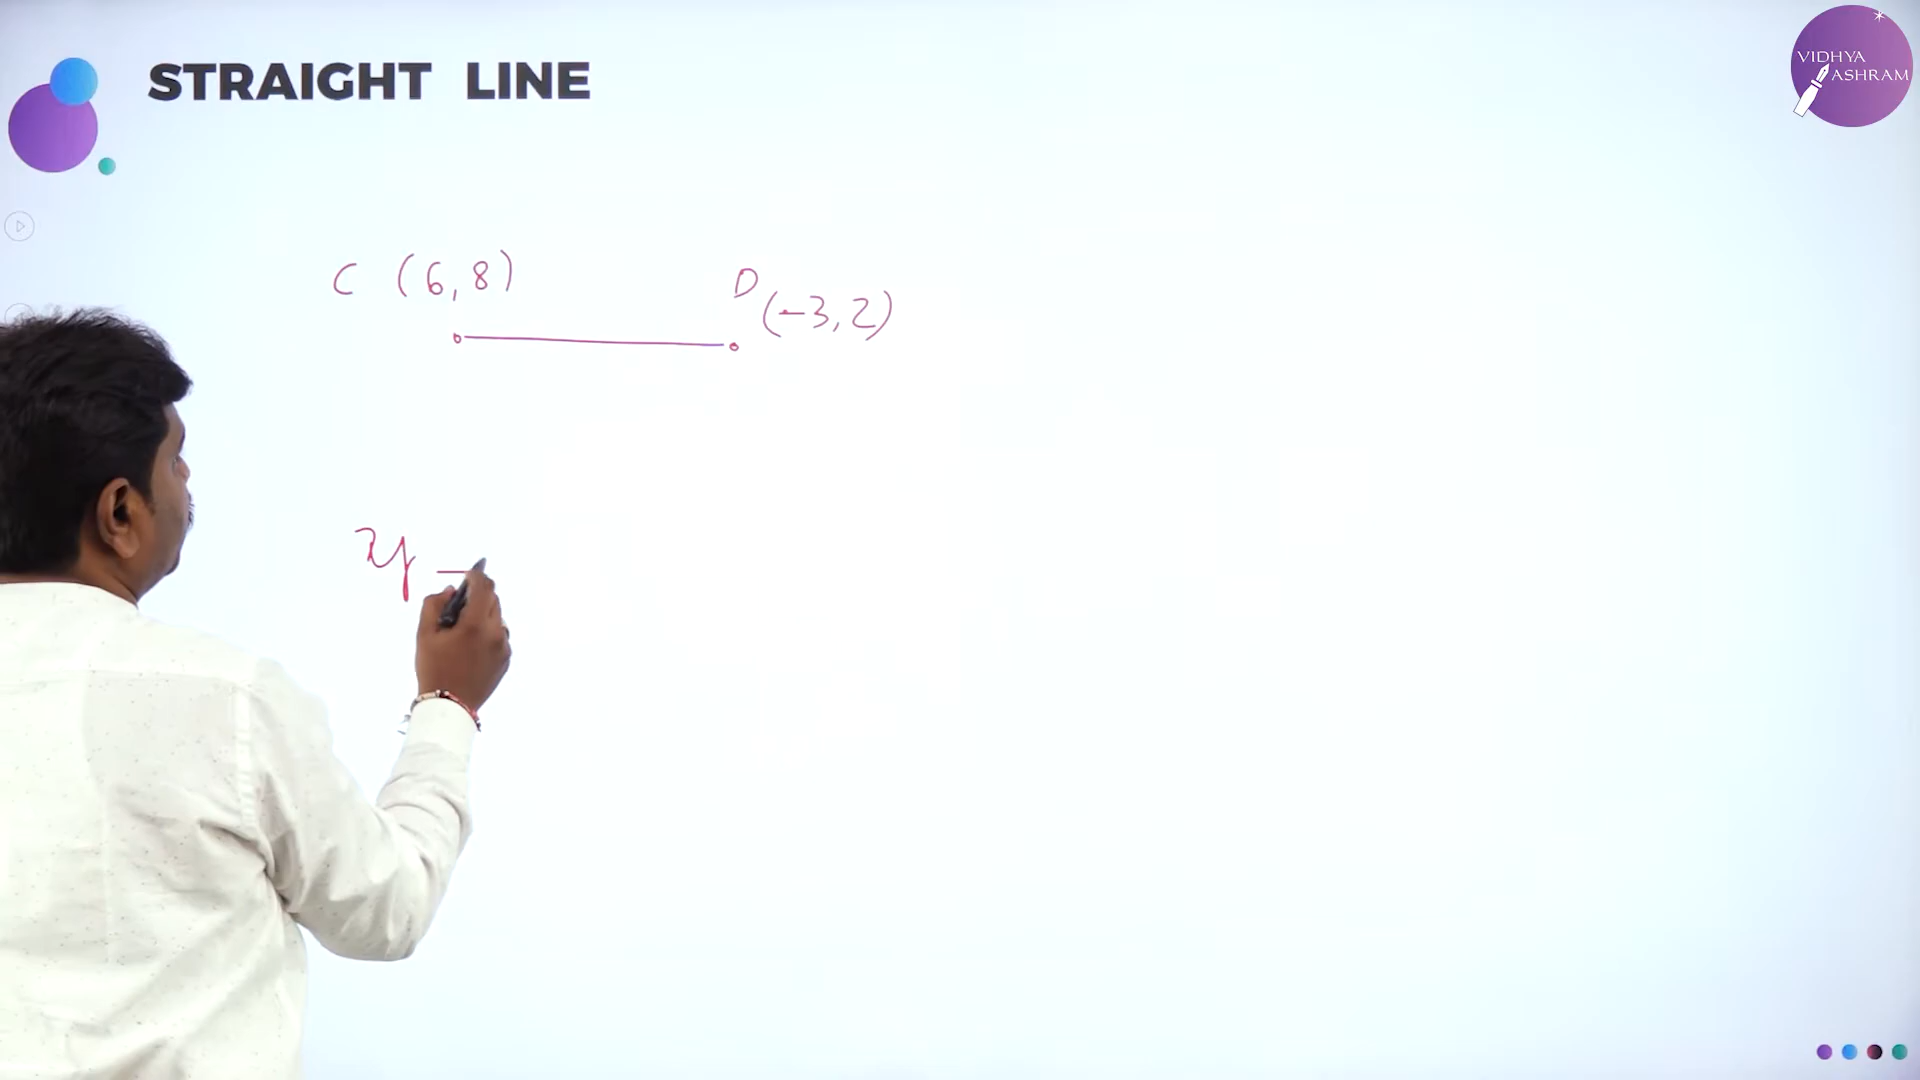 STRAIGHT LINE
VIDHYA
ASHRAM
C (6,8)
D
(-3,2)